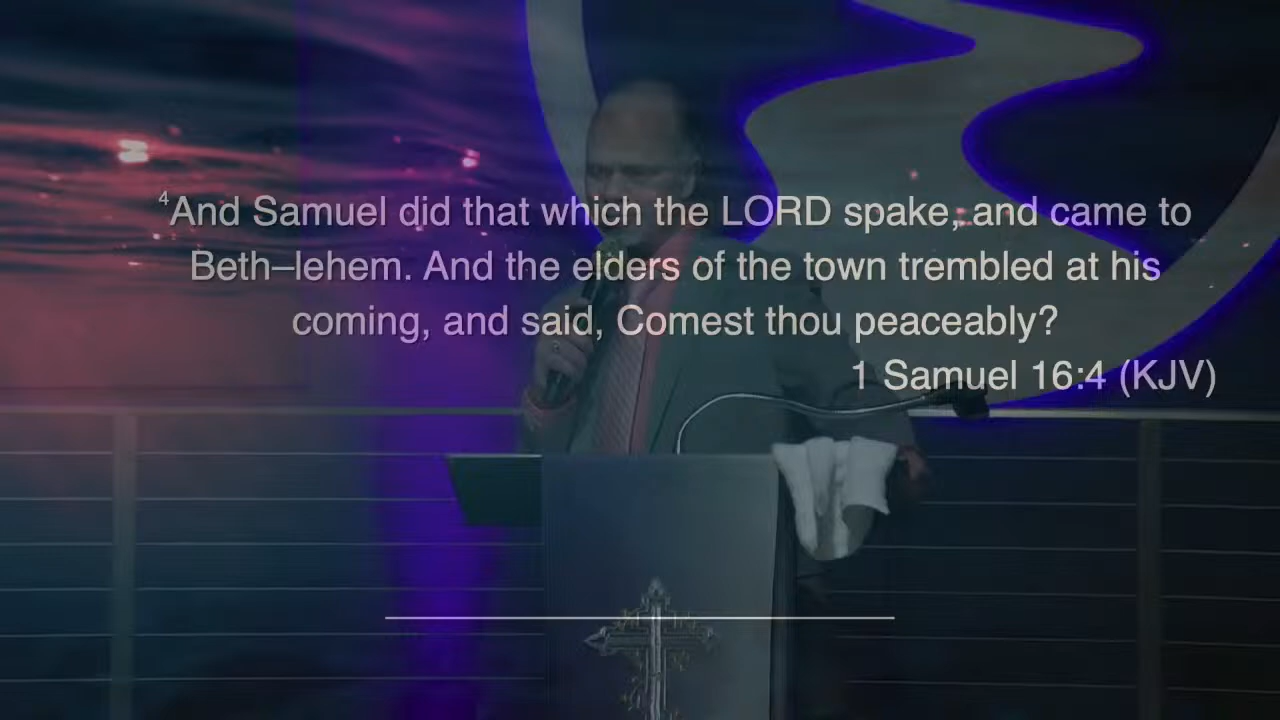 ⁴And Samuel did that which the LORD spake, and came to
Beth–lehem. And the elders of the town trembled at his
coming, and said, Comest thou peaceably?
1 Samuel 16:4 (KJV)